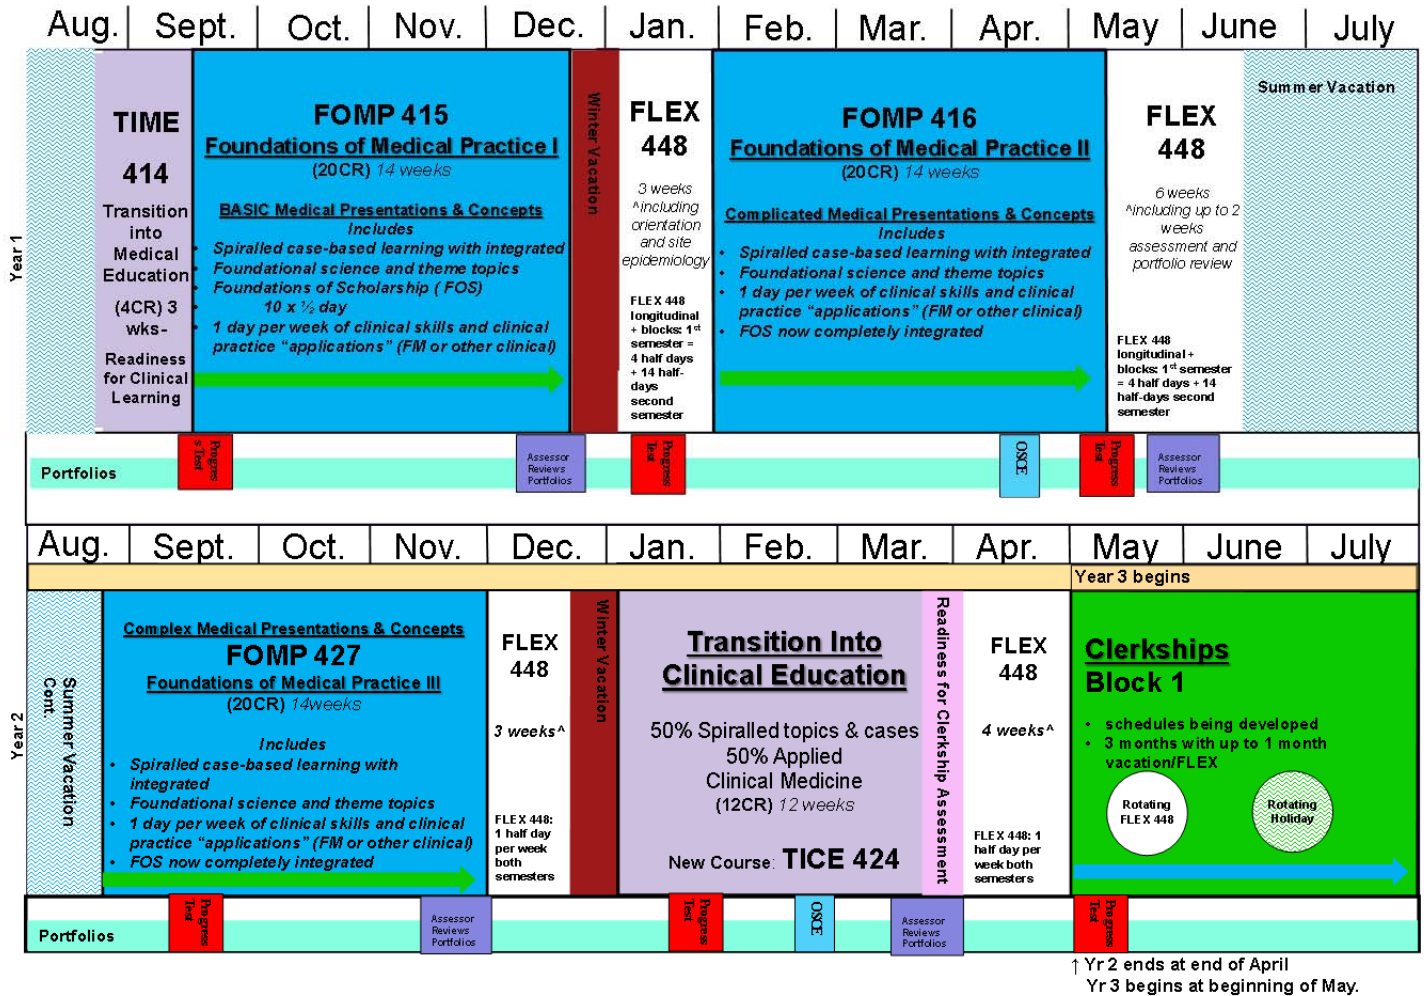 Aug. Sept. Oct. Nov. Dec. Jan. Feb. Mar. Apr. May June July
Year 1
TIME
414
Transition
into
Medical
Education
(4CR) 3
wks-
Readiness
for Clinical
Learning
FOMP 415
Foundations of Medical Practice I
(20CR) 14 weeks
BASIC Medical Presentations & Concepts
Includes
• Spiralled case-based learning with integrated
• Foundational science and theme topics
• Foundations of Scholarship ( FOS)
10 x ½ day
• 1 day per week of clinical skills and clinical
practice “applications” (FM or other clinical)
Winter Vacation
FLEX
448
3 weeks
^including
orientation
and site
epidemiology
FLEX 448
longitudinal
+ blocks: 1st
semester =
4 half days
+ 14 half-
days
second
semester
FOMP 416
Foundations of Medical Practice II
(20CR) 14 weeks
Complicated Medical Presentations & Concepts
Includes
• Spiralled case-based learning with integrated
• Foundational science and theme topics
• 1 day per week of clinical skills and clinical
practice “applications” (FM or other clinical)
• FOS now completely integrated
FLEX
448
6 weeks
^including up to 2
weeks
assessment and
portfolio review
FLEX 448
longitudinal +
blocks: 1st semester
= 4 half days + 14
half-days second
semester
Summer Vacation
Portfolios
Progres
s Test
Assessor
Reviews
Portfolios
Progress
Test
OSCE
Progress
Test
Assessor
Reviews
Portfolios
Aug. Sept. Oct. Nov. Dec. Jan. Feb. Mar. Apr. May June July
Year 3 begins
Year 2
Summer Vacation
Cont.
Complex Medical Presentations & Concepts
FOMP 427
Foundations of Medical Practice III
(20CR) 14weeks
Includes
• Spiralled case-based learning with
integrated
• Foundational science and theme topics
• 1 day per week of clinical skills and clinical
practice “applications” (FM or other clinical)
• FOS now completely integrated
FLEX
448
3 weeks^
FLEX 448:
1 half day
per week
both
semesters
Winter Vacation
Transition Into
Clinical Education
50% Spiralled topics & cases
50% Applied
Clinical Medicine
(12CR) 12 weeks
New Course: TICE 424
Readiness for Clerkship Assessment
FLEX
448
4 weeks^
FLEX 448: 1
half day per
week both
semesters
Clerkships
Block 1
• schedules being developed
• 3 months with up to 1 month
vacation/FLEX
Rotating
FLEX 448
Rotating
Holiday
Portfolios
Progress
Test
Assessor
Reviews
Portfolios
Progress
Test
OSCE
Assessor
Reviews
Portfolios
Progress
Test
↑ Yr 2 ends at end of April
Yr 3 begins at beginning of May.